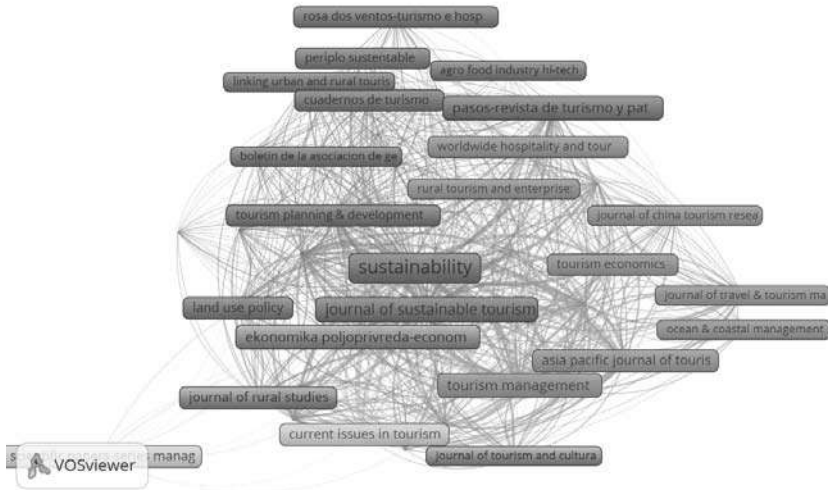 rosa dos ventos-turismo e hosp
periplo sustentable
agro food industry hi-tech
linking urban and rural touris
cuadernos de turismo
pasos-revista de turismo y pat
worldwide hospitality and tour
boletin de la asociacion de ge
rural tourism and enterprise:
tourism planning & development
journal of china tourism resea
sustainability
tourism economics
journal of travel & tourism ma
land use policy
journal of sustainable tourism
ocean & coastal management
ekonomika poljoprivreda-econom
asia pacific journal of touris
tourism management
journal of rural studies
current issues in tourism
journal of tourism and cultura
series manag
VOSviewer